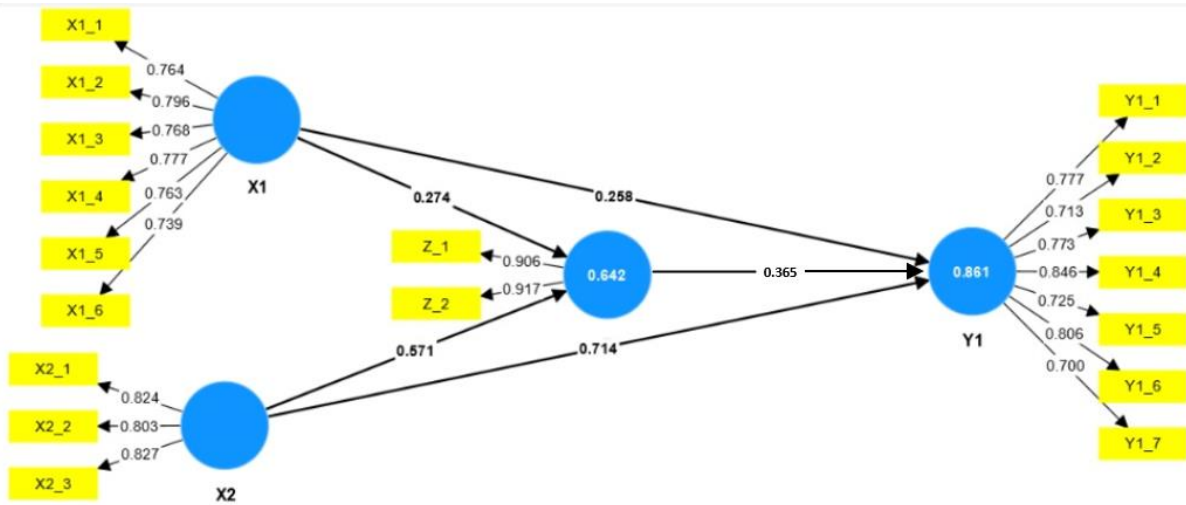 X1_1
X1_2
X1_3
X1_4
X1_5
X1_6
0.764
0.796
0.768
0.777
0.763
0.739
X1
0.274
0.258
Z_1
Z_2
0.906
0.917
0.642
0.365
0.571
0.714
X2_1
X2_2
X2_3
0.824
0.803
0.827
X2
0.861
Y1
0.777
0.713
0.773
0.846
0.725
0.806
0.700
Y1_1
Y1_2
Y1_3
Y1_4
Y1_5
Y1_6
Y1_7